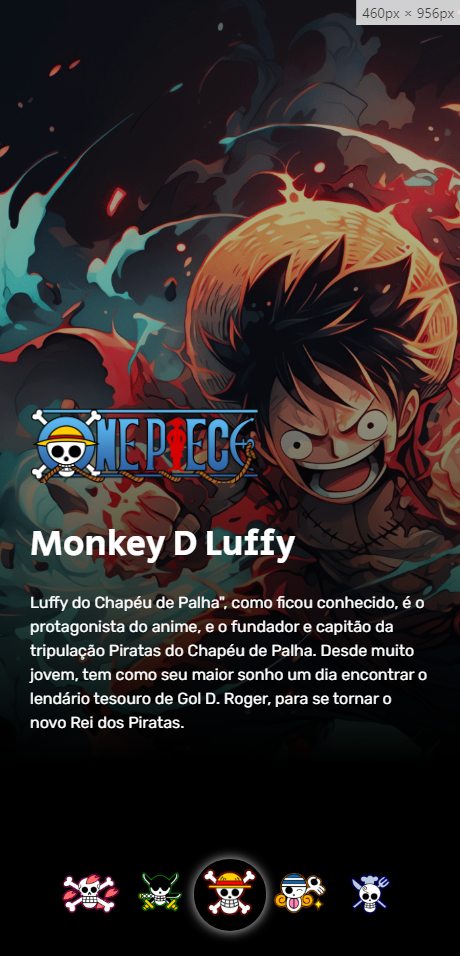 460px × 956px
ONE PIECE
Monkey D Luffy
Luffy do Chapéu de Palha", como ficou conhecido, é o
protagonista do anime, e o fundador e capitão da
tripulação Piratas do Chapéu de Palha. Desde muito
jovem, tem como seu maior sonho um dia encontrar o
lendário tesouro de Gol D. Roger, para se tornar o
novo Rei dos Piratas.